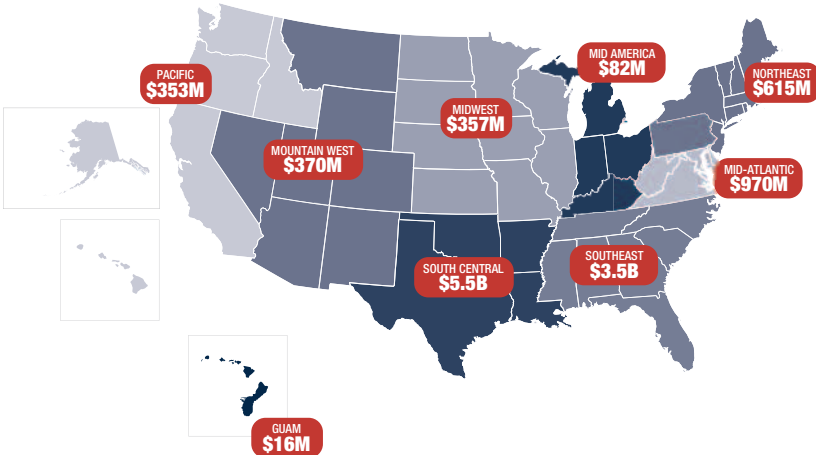 MID AMERICA
$82M
PACIFIC
$353M
NORTHEAST
$615M
MIDWEST
$357M
MOUNTAIN WEST
$370M
MID-ATLANTIC
$970M
SOUTHEAST
$3.5B
SOUTH CENTRAL
$5.5B
GUAM
$16M